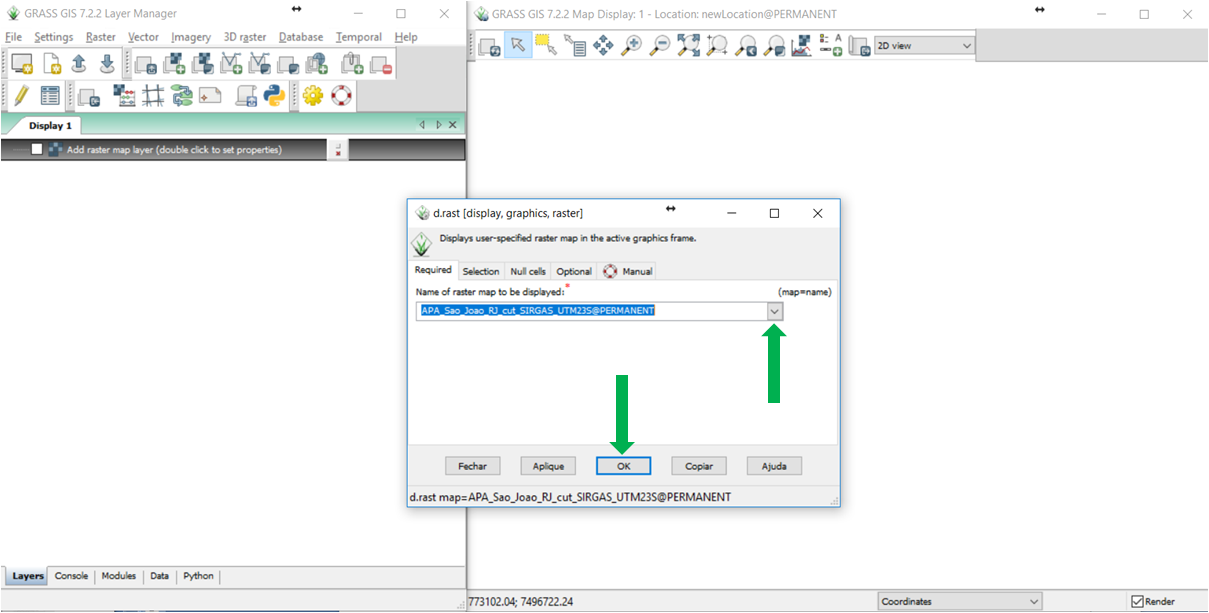 GRASS GIS 7.2.2 Layer Manager
File Settings Raster Vector Imagery 3D raster Database Temporal Help
Display 1
Add raster map layer (double click to set properties)
Layers Console Modules Data Python
GRASS GIS 7.2.2 Map Display: 1 - Location: newLocation@PERMANENT
2D view
d.rast [display, graphics, raster]
Displays user-specified raster map in the active graphics frame.
Required Selection Null cells Optional Manual
Name of raster map to be displayed:* (map=name)
APA_Sao_Joao_RJ_cut_SIRGAS_UTM23S@PERMANENT
Fechar Aplique OK Copiar Ajuda
d.rast map=APA_Sao_Joao_RJ_cut_SIRGAS_UTM23S@PERMANENT
773102.04; 7496722.24
Coordinates
Render